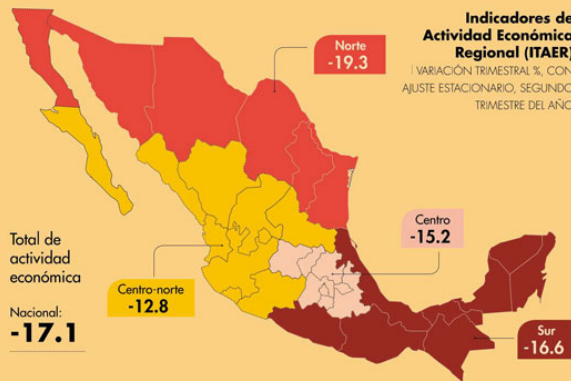 Indicadores de
Actividad Económica
Regional (ITAER)
VARIACIÓN TRIMESTRAL %, CON
AJUSTE ESTACIONARIO, SEGUNDO
TRIMESTRE DEL AÑO
Norte
-19.3
Centro
-15.2
Total de
actividad
económica
Nacional:
-17.1
Centro-norte
-12.8
Sur
-16.6